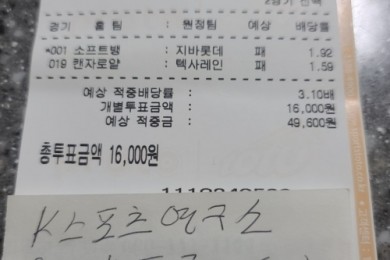 경기 홈 팀 : 원정팀 예상 배당률
*001 소프트뱅 : 지바롯데 패 1.92
019 캔자로얄 : 텍사레인 패 1.59
예상 적중배당률 : 3.10배
개별투표금액 : 16,000원
예상 적중금 : 49,600원
총투표금액 16,000원
K스포츠연구소